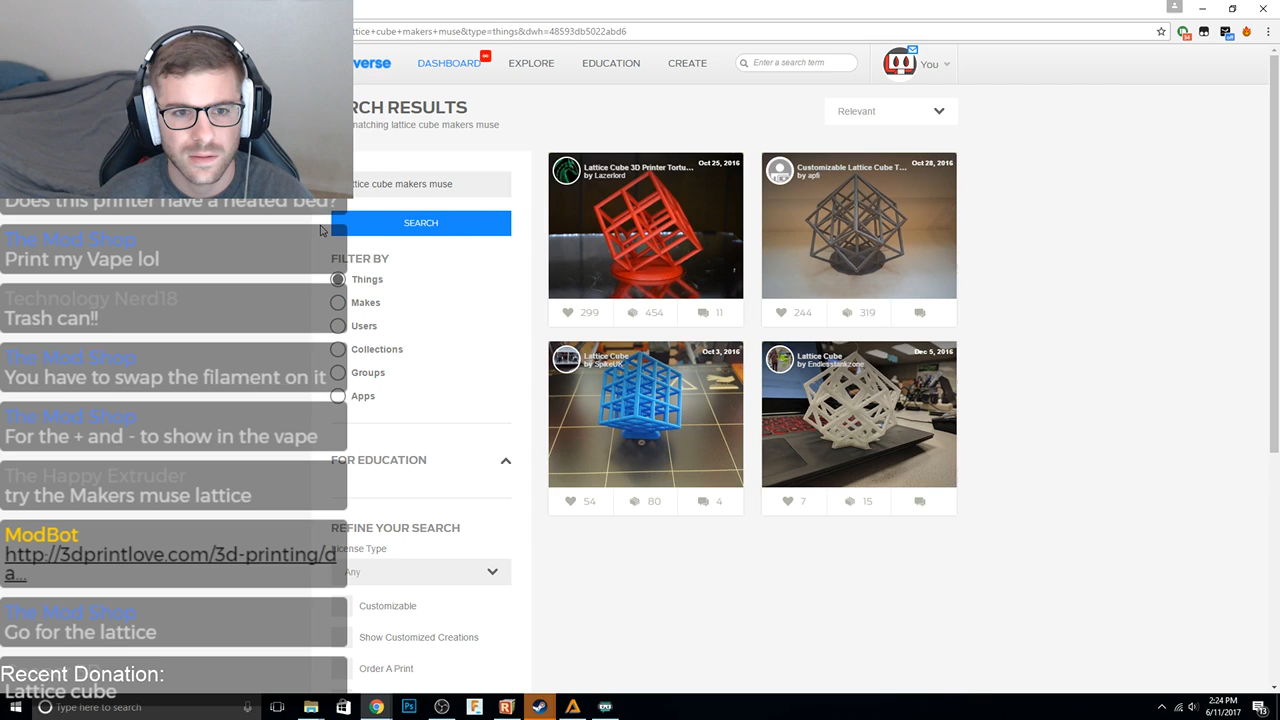 ttice+cube+makers+muse&type=things&dwh=48593db5022abd6
verse
DASHBOARD
EXPLORE
EDUCATION
CREATE
Enter a search term
You
RCH RESULTS
matching lattice cube makers muse
Relevant
ttice cube makers muse
SEARCH
FILTER BY
Things
Makes
Users
Collections
Groups
Apps
FOR EDUCATION
REFINE YOUR SEARCH
License Type
Any
Customizable
Show Customized Creations
Order A Print
Lattice Cube 3D Printer Tortu...
by Lazerlord
Oct 25, 2016
299
454
11
Customizable Lattice Cube T...
by apfi
Oct 28, 2016
244
319
Lattice Cube
by SpikeUK
Oct 3, 2016
54
80
4
Lattice Cube
by Endlesstankzone
Dec 5, 2016
7
15
Does this printer have a heated bed?
The Mod Shop
Print my Vape lol
Technology Nerd18
Trash can!!
The Mod Shop
You have to swap the filament on it
The Mod Shop
For the + and - to show in the vape
The Happy Extruder
try the Makers muse lattice
ModBot
http://3dprintlove.com/3d-printing/d
a...
The Mod Shop
Go for the lattice
Recent Donation:
Lattice cube
Type here to search
2:24 PM
6/11/2017